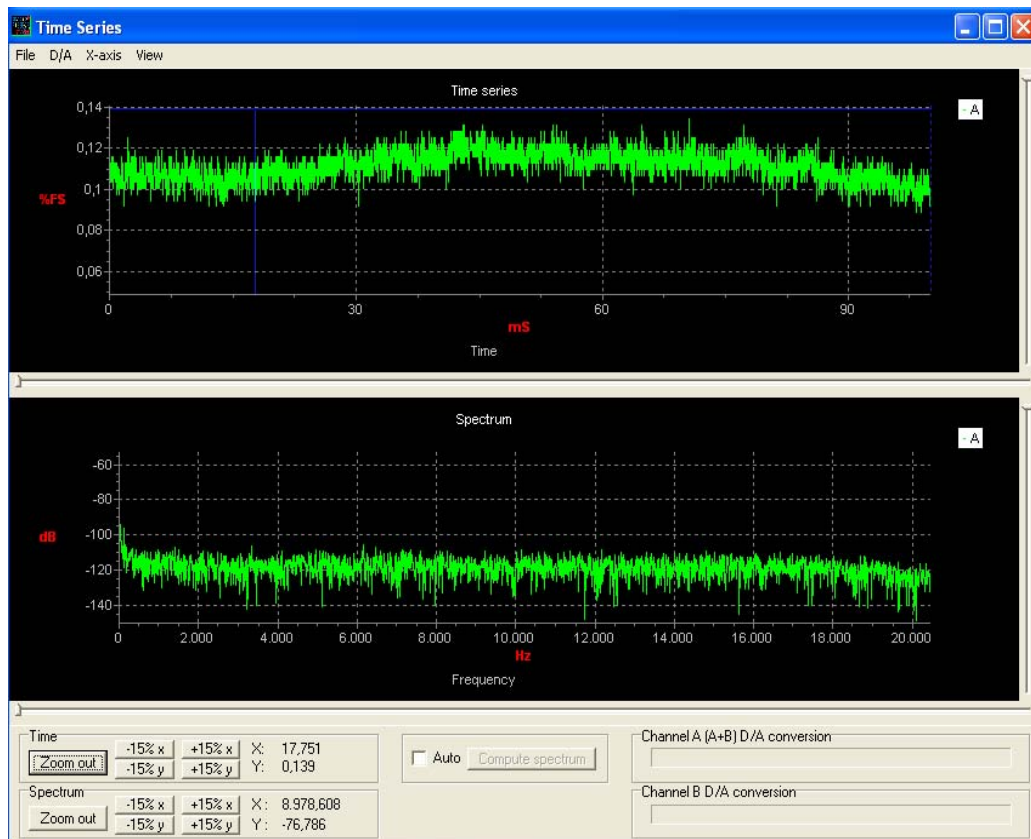 Time Series
File D/A X-axis View
Time series
A
0,14
0,12
0,1
0,08
0,06
%FS
0 30 60 90
mS
Time
Spectrum
A
-60
-80
-100
-120
-140
dB
0 2.000 4.000 6.000 8.000 10.000 12.000 14.000 16.000 18.000 20.000
Hz
Frequency
Time
Zoom out -15% x +15% x X: 17,751
-15% y +15% y Y: 0,139
Auto Compute spectrum
Channel A (A+B) D/A conversion
Spectrum
Zoom out -15% x +15% x X: 8.978,608
-15% y +15% y Y: -76,786
Channel B D/A conversion